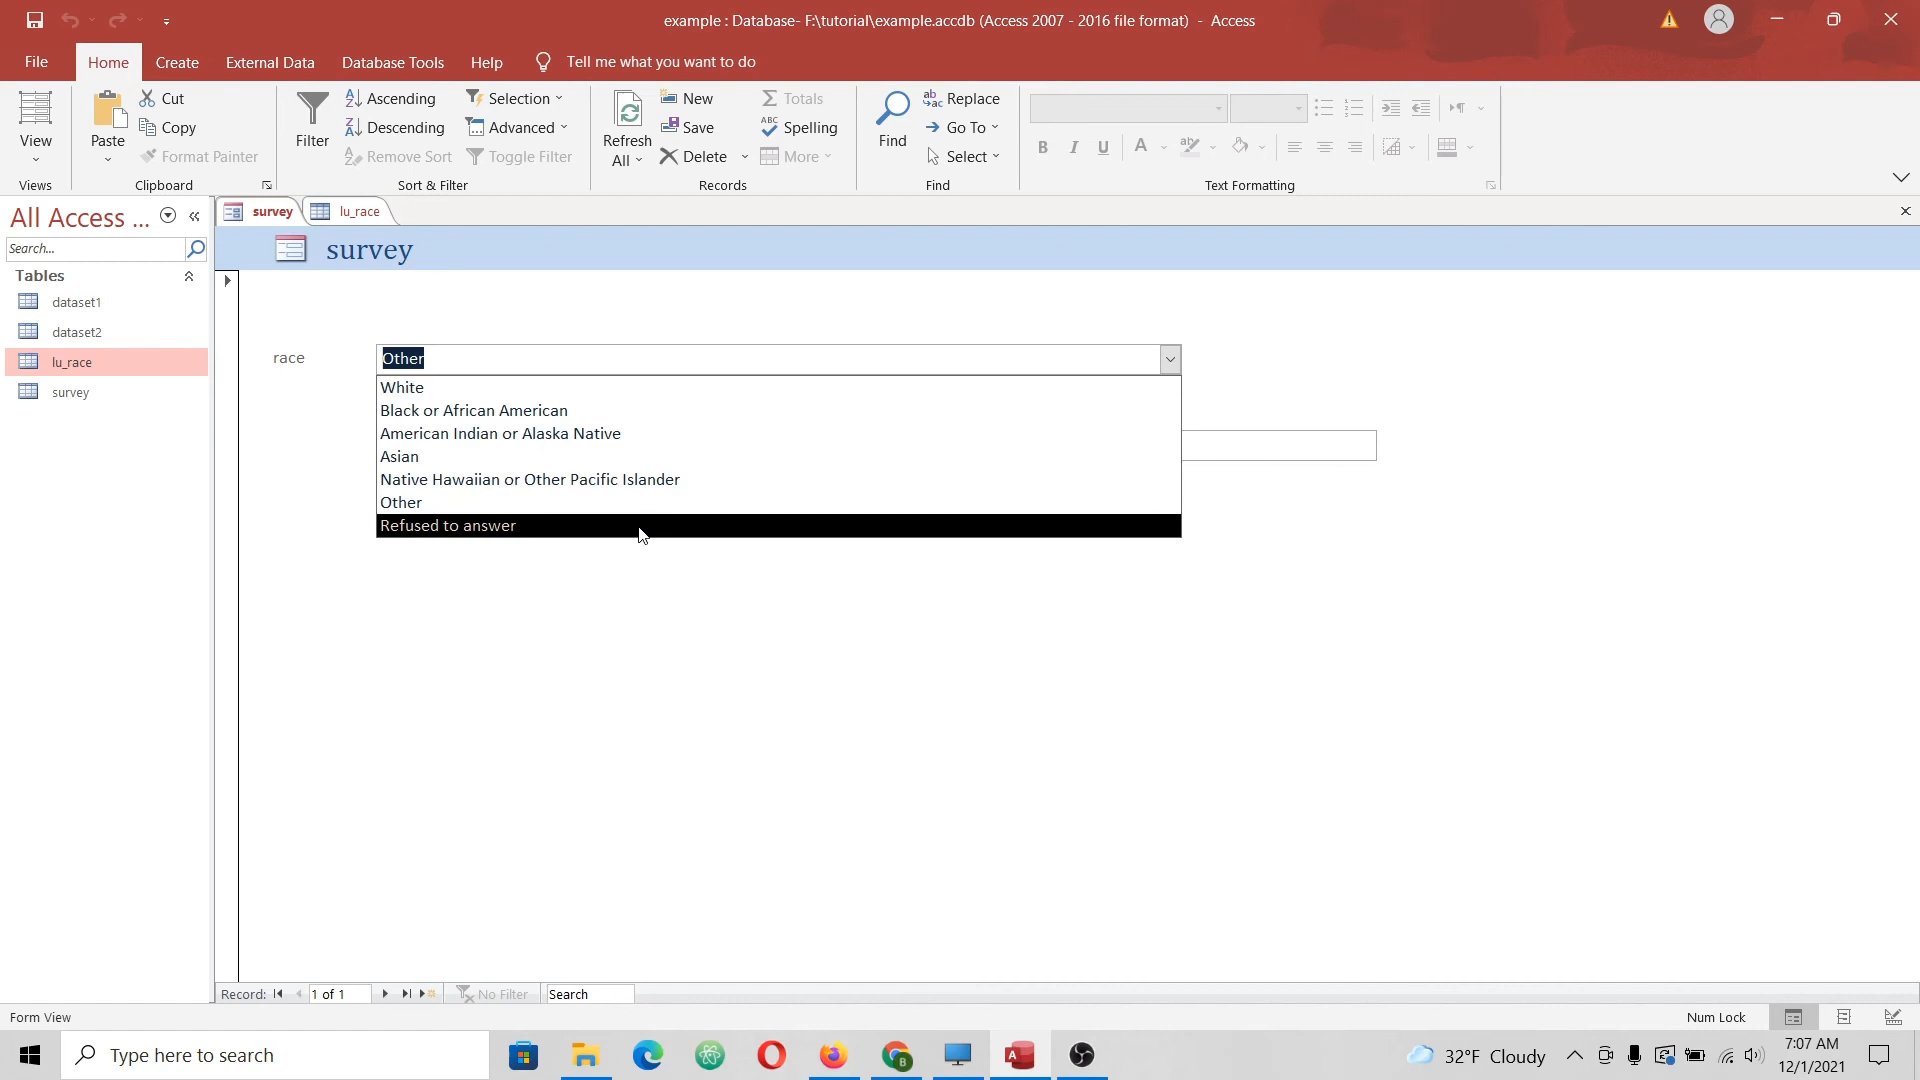 example : Database- F:\tutorial\example.accdb (Access 2007 - 2016 file format) - Access
File Home Create External Data Database Tools Help Tell me what you want to do
View
Views
Paste
Cut
Copy
Format Painter
Clipboard
Filter
Ascending
Descending
Remove Sort
Selection
Advanced
Toggle Filter
Sort & Filter
Refresh
All
New
Save
Delete
Totals
Spelling
More
Records
Find
Replace
Go To
Select
Find
Text Formatting
All Access ...
Search...
Tables
dataset1
dataset2
lu_race
survey
survey lu_race
survey
race Other
White
Black or African American
American Indian or Alaska Native
Asian
Native Hawaiian or Other Pacific Islander
Other
Refused to answer
Record: 1 of 1 No Filter Search
Form View Num Lock
Type here to search
32°F Cloudy
7:07 AM
12/1/2021